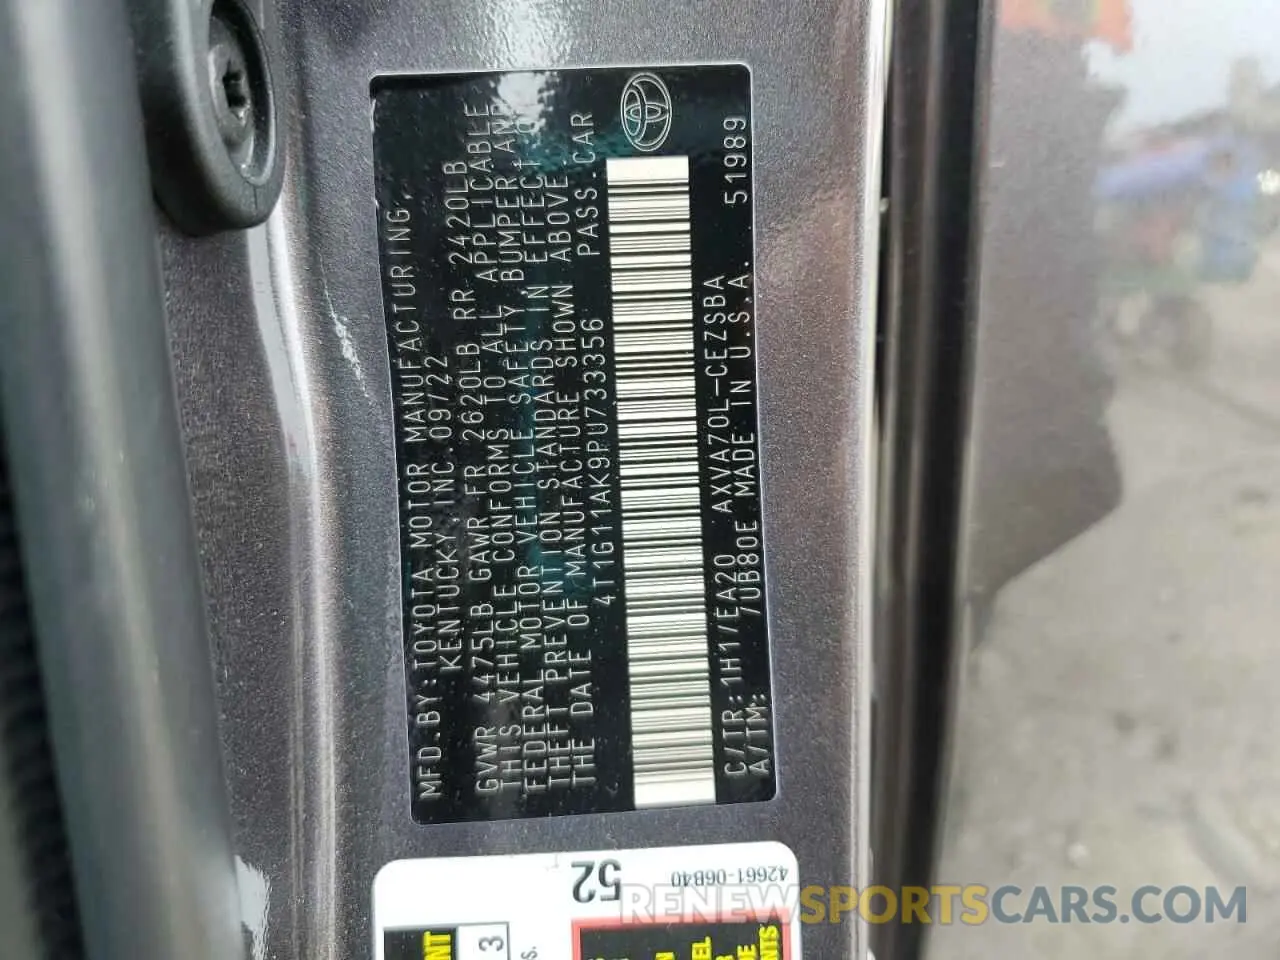 MFD.BY:TOYOTA MOTOR MANUFACTURING,
KENTUCKY,INC.09/22
GVWR 4475LB GAWR FR 2620LB RR 2420LB
THIS VEHICLE CONFORMS TO ALL APPLICABLE
FEDERAL MOTOR VEHICLE SAFETY,BUMPER,AND
THEFT PREVENTION STANDARDS IN EFFECT ON
THE DATE OF MANUFACTURE SHOWN ABOVE.
4T1G11AK9PU733356 PASS.CAR
C/TR:1H1/EA20 AXVA70L-CEZSBA
A/TM: /UB80E MADE IN U.S.A. 51989
52
42661-06B40
3
RENEWSPORTSCARS.COM